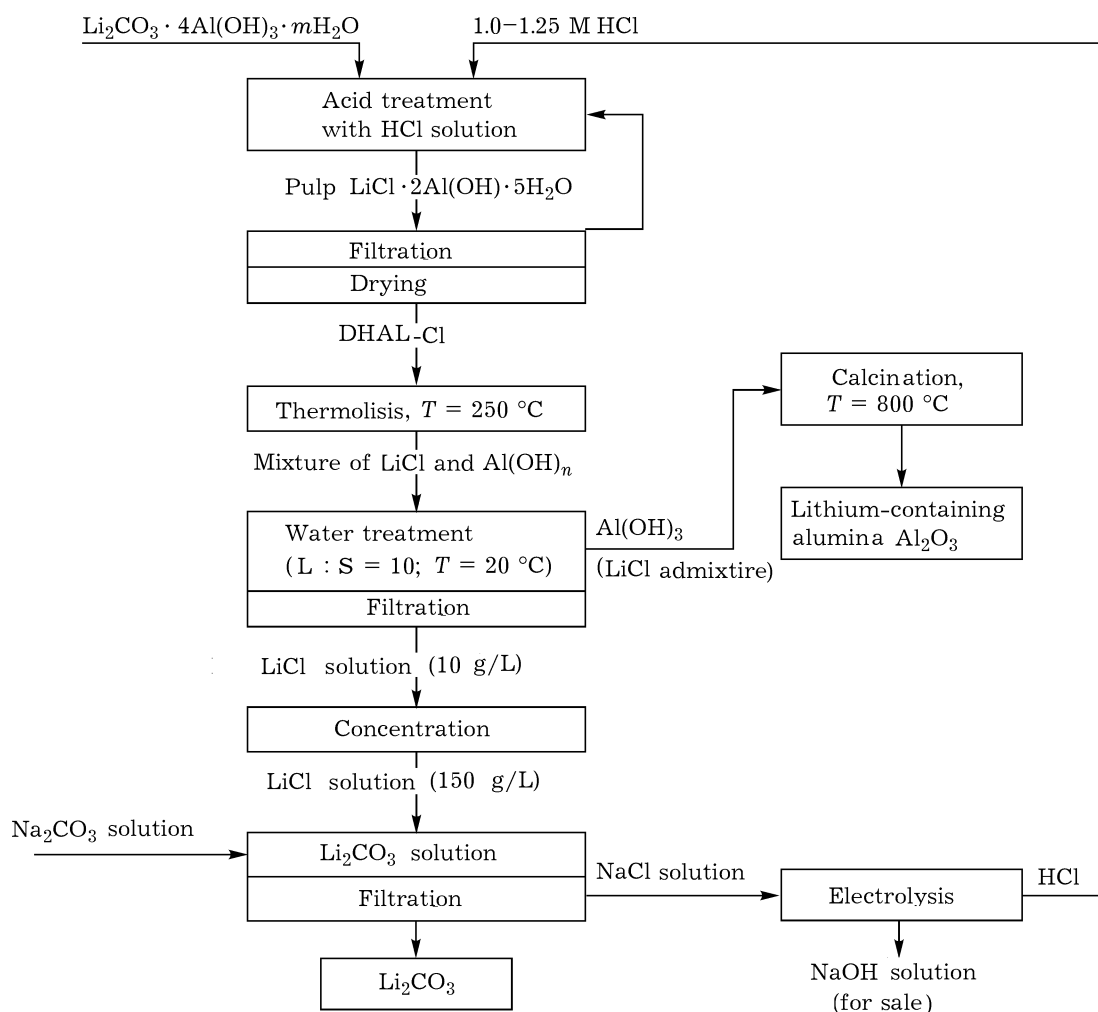 Li₂CO₃ · 4Al(OH)₃ · mH₂O
1.0–1.25 M HCl
Acid treatment
with HCl solution
Pulp LiCl · 2Al(OH) · 5H₂O
Filtration
Drying
DHAL-Cl
Thermolisis, T = 250 °C
Mixture of LiCl and Al(OH)ₙ
Calcination,
T = 800 °C
Lithium-containing
alumina Al₂O₃
Water treatment
(L : S = 10; T = 20 °C)
Filtration
Al(OH)₃
(LiCl admixtire)
LiCl solution (10 g/L)
Concentration
LiCl solution (150 g/L)
Na₂CO₃ solution
Li₂CO₃ solution
Filtration
NaCl solution
Electrolysis
HCl
Li₂CO₃
NaOH solution
(for sale)